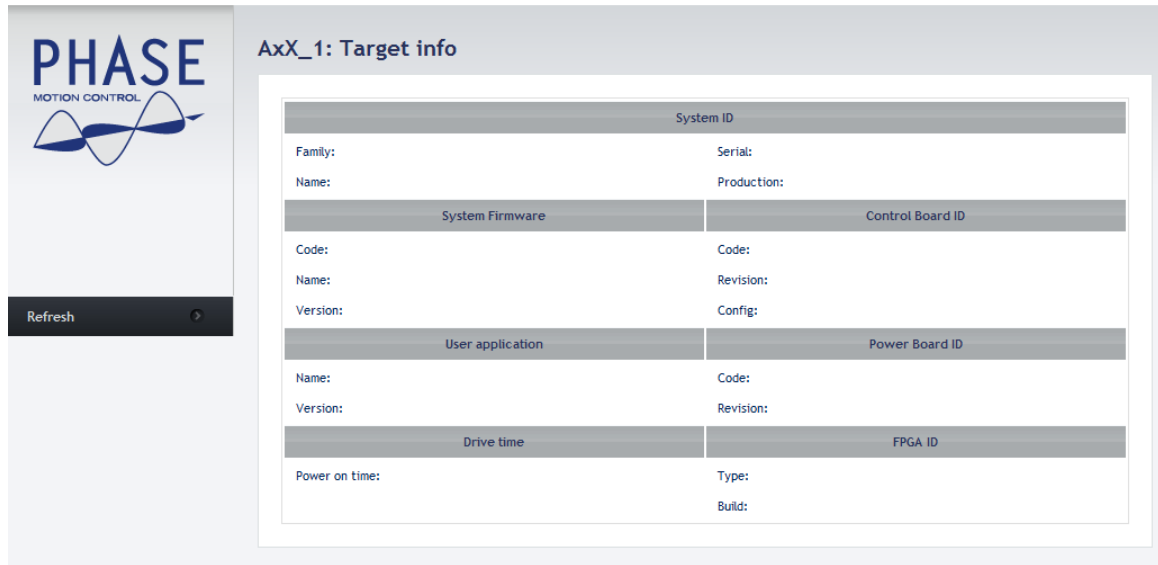 PHASE
MOTION CONTROL
AxX_1: Target info
System ID
Family: Serial:
Name: Production:
System Firmware Control Board ID
Code: Code:
Name: Revision:
Version: Config:
Refresh
User application Power Board ID
Name: Code:
Version: Revision:
Drive time FPGA ID
Power on time: Type:
Build: